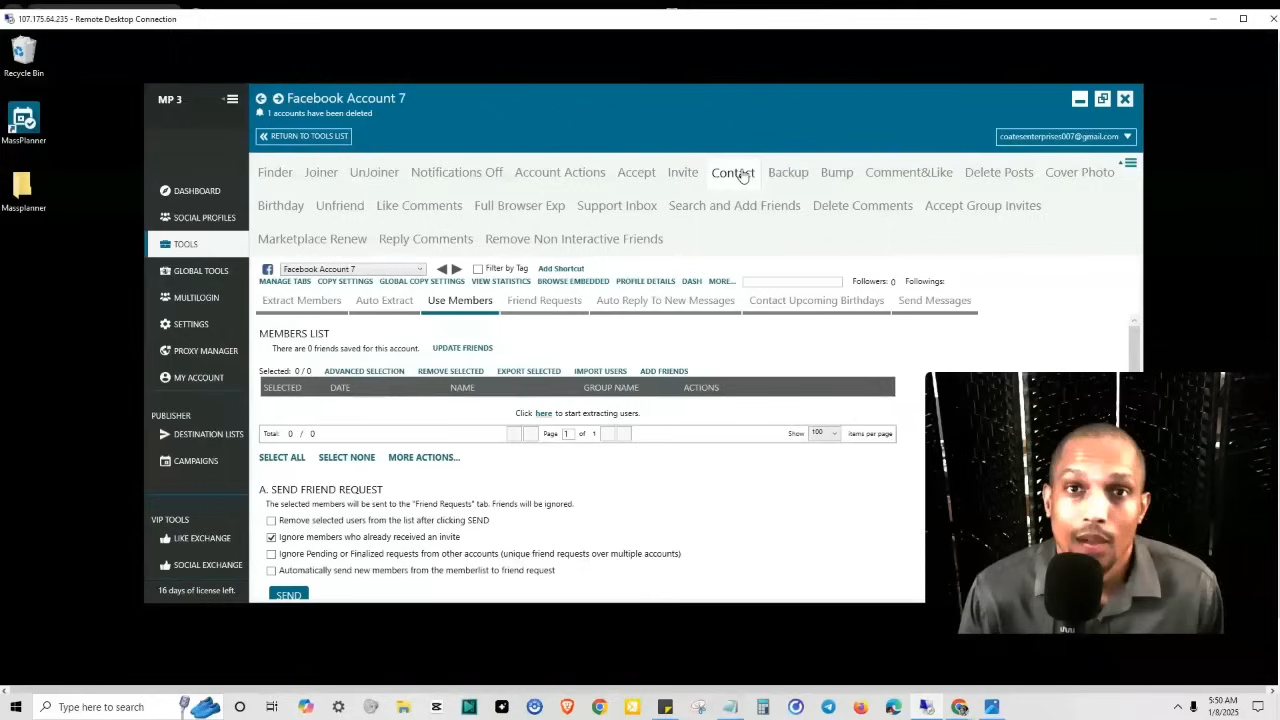 107.175.64.235 - Remote Desktop Connection
Recycle Bin
MassPlanner
Massplanner
MP 3
Facebook Account 7
1 accounts have been deleted
RETURN TO TOOLS LIST
coatesenterprises007@gmail.com
DASHBOARD
SOCIAL PROFILES
TOOLS
GLOBAL TOOLS
MULTILOGIN
SETTINGS
PROXY MANAGER
MY ACCOUNT
PUBLISHER
DESTINATION LISTS
CAMPAIGNS
VIP TOOLS
LIKE EXCHANGE
SOCIAL EXCHANGE
16 days of license left.
Finder Joiner UnJoiner Notifications Off Account Actions Accept Invite Contact Backup Bump Comment&Like Delete Posts Cover Photo
Birthday Unfriend Like Comments Full Browser Exp Support Inbox Search and Add Friends Delete Comments Accept Group Invites
Marketplace Renew Reply Comments Remove Non Interactive Friends
Facebook Account 7 Filter by Tag Add Shortcut
MANAGE TABS COPY SETTINGS GLOBAL COPY SETTINGS VIEW STATISTICS BROWSE EMBEDDED PROFILE DETAILS DASH MORE... Followers: 0 Followings:
Extract Members Auto Extract Use Members Friend Requests Auto Reply To New Messages Contact Upcoming Birthdays Send Messages
MEMBERS LIST
There are 0 friends saved for this account. UPDATE FRIENDS
Selected: 0 / 0 ADVANCED SELECTION REMOVE SELECTED EXPORT SELECTED IMPORT USERS ADD FRIENDS
SELECTED DATE NAME GROUP NAME ACTIONS
Click here to start extracting users.
Total: 0 / 0 Page 1 of 1 Show 100 items per page
SELECT ALL SELECT NONE MORE ACTIONS...
A. SEND FRIEND REQUEST
The selected members will be sent to the "Friend Requests" tab. Friends will be ignored.
Remove selected users from the list after clicking SEND
Ignore members who already received an invite
Ignore Pending or Finalized requests from other accounts (unique friend requests over multiple accounts)
Automatically send new members from the memberlist to friend request
SEND
Type here to search
5:50 AM
1/8/2025